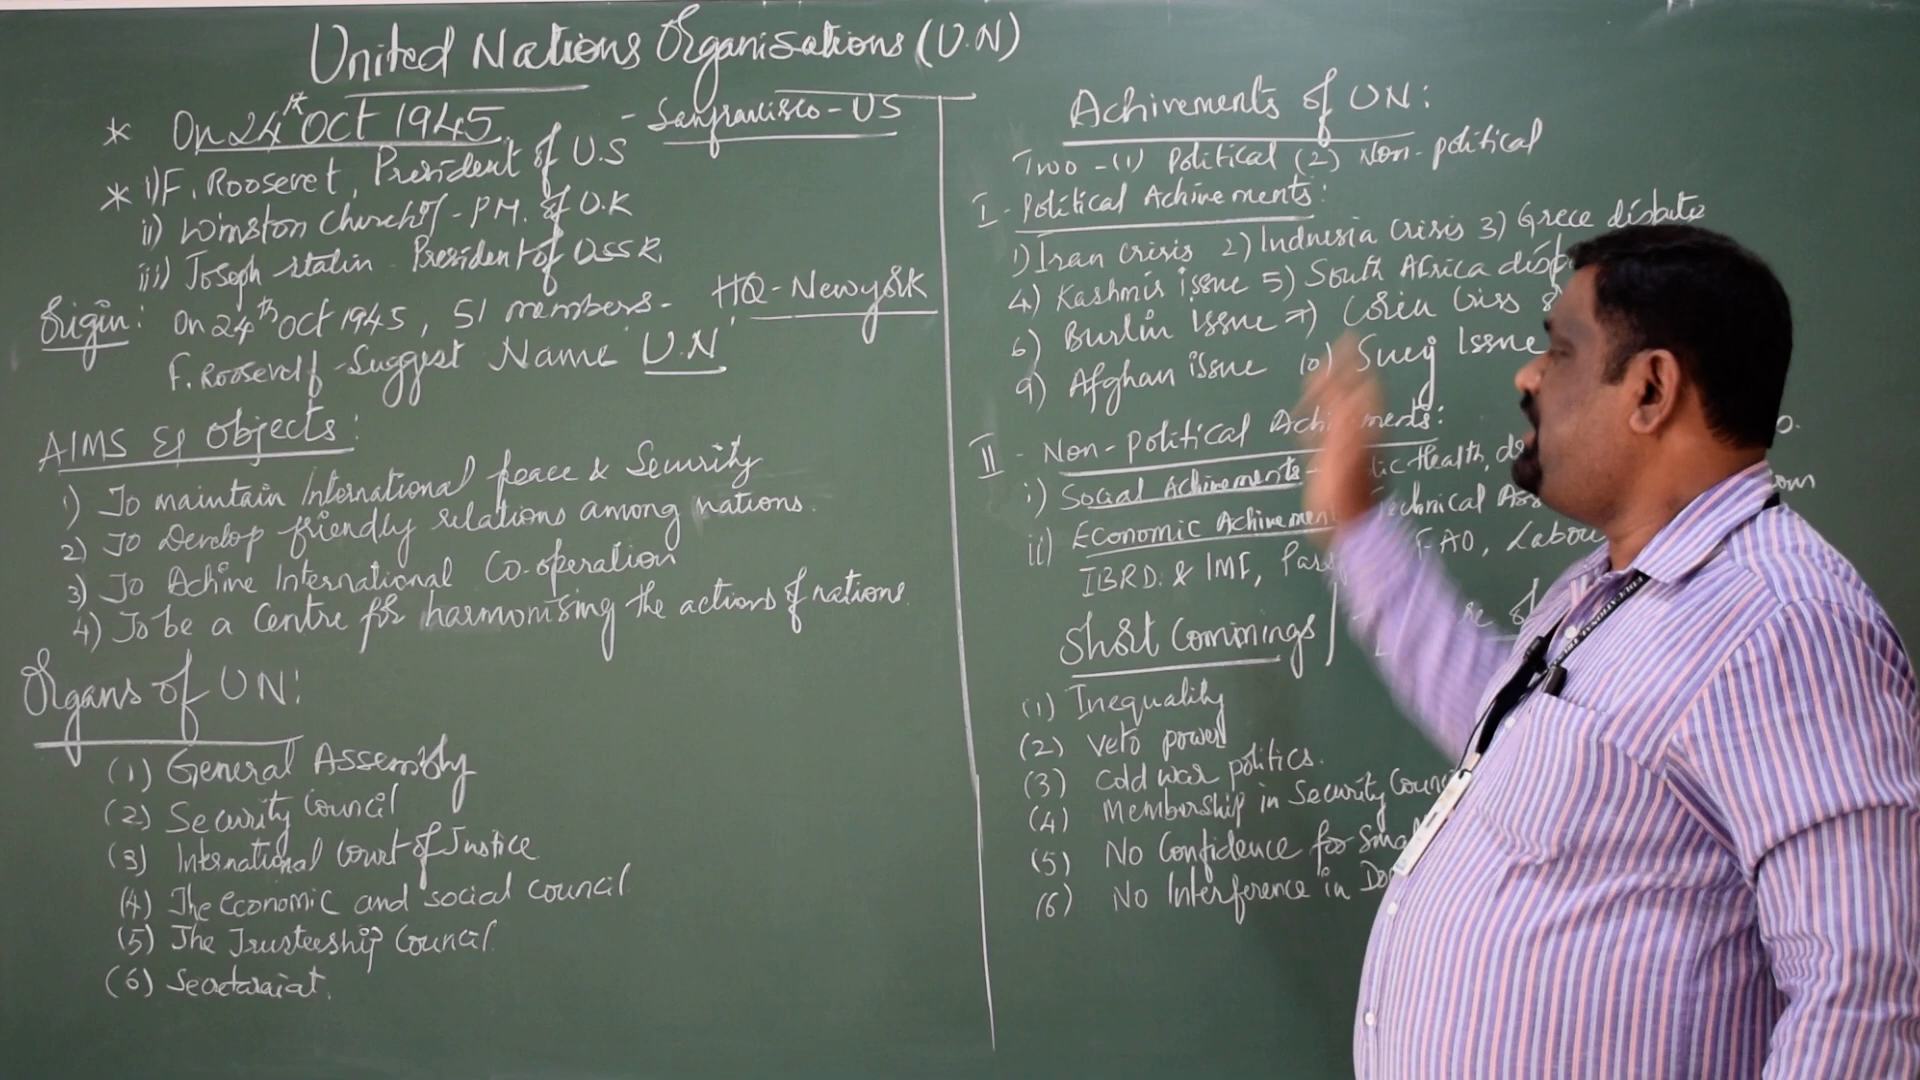 United Nations Organisations (U.N)
* On 24th Oct 1945 - Sanfrancisco - US
* i) F. Roosevet, President of U.S
ii) Winston Churchil - P.M. of U.K
iii) Joseph stalin - President of USSR.
Origin: On 24th Oct 1945, 51 members - HQ - Newyork
F. Rooself - Suggest Name 'U.N'
AIMS & Objects:
1) To maintain International peace & Security
2) To Develop friendly relations among nations.
3) To Achive International Co-operation
4) To be a Centre for harmonising the actions of nations.
Organs of UN:
(1) General Assembly
(2) Security Council
(3) International Court of Justice
(4) The economic and social council
(5) The Trusteeship Council.
(6) Secretariat.
Achivements of UN:
Two - (1) Political (2) Non-political
I - Political Achivements:
1) Iran Crisis 2) Indnesia Crisis 3) Grece
4) Kashmir issue 5) South Africa
6) Burlin Issue 7)
9) Afghan issue 10) Suez Issue
II - Non-Political
i) Social Achivements - Health,
ii) Economic
IBRD. & IMF, FAO,
Short Commings
(1) Inequality
(2) Veto power
(3) Cold war politics.
(4) Membership in Security
(5) No Confidence for
(6) No Interference in